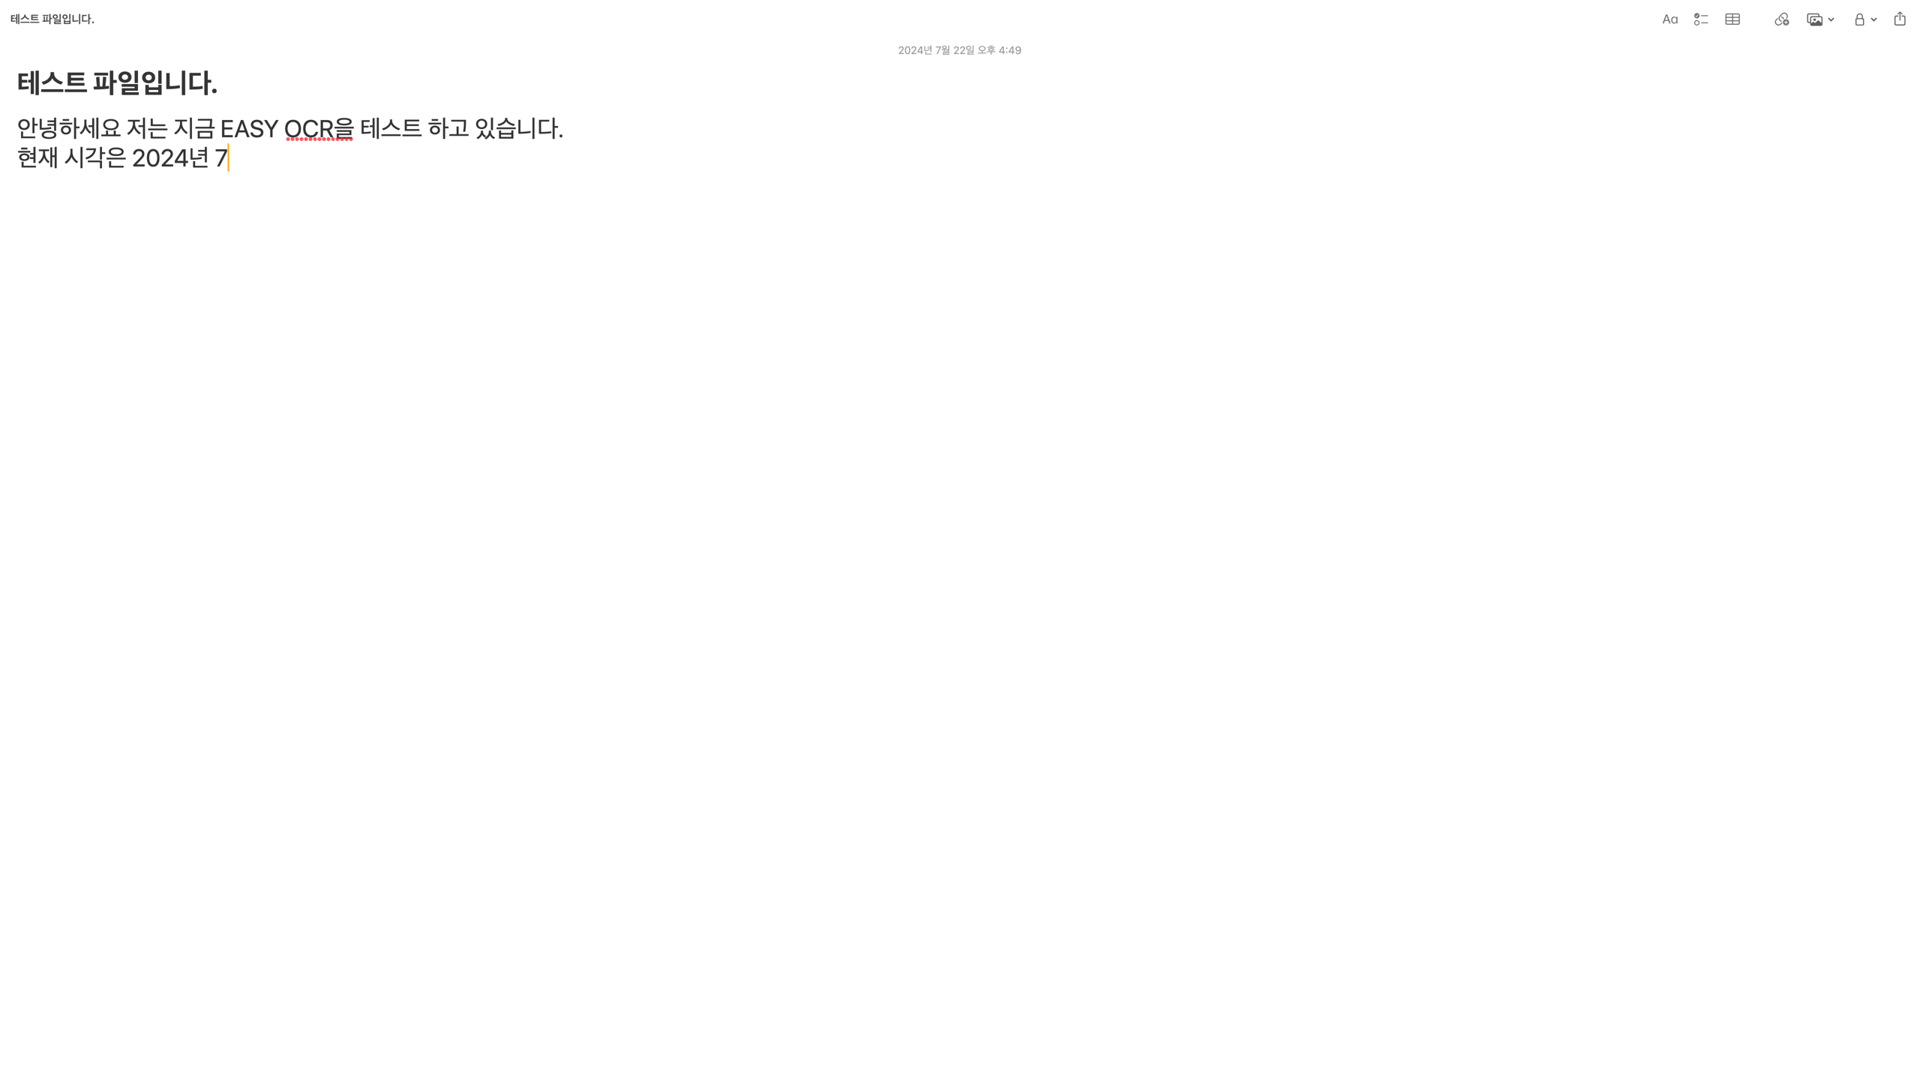 테스트 파일입니다.
Aa
2024년 7월 22일 오후 4:49
테스트 파일입니다.
안녕하세요 저는 지금 EASY OCR을 테스트 하고 있습니다.
현재 시각은 2024년 7